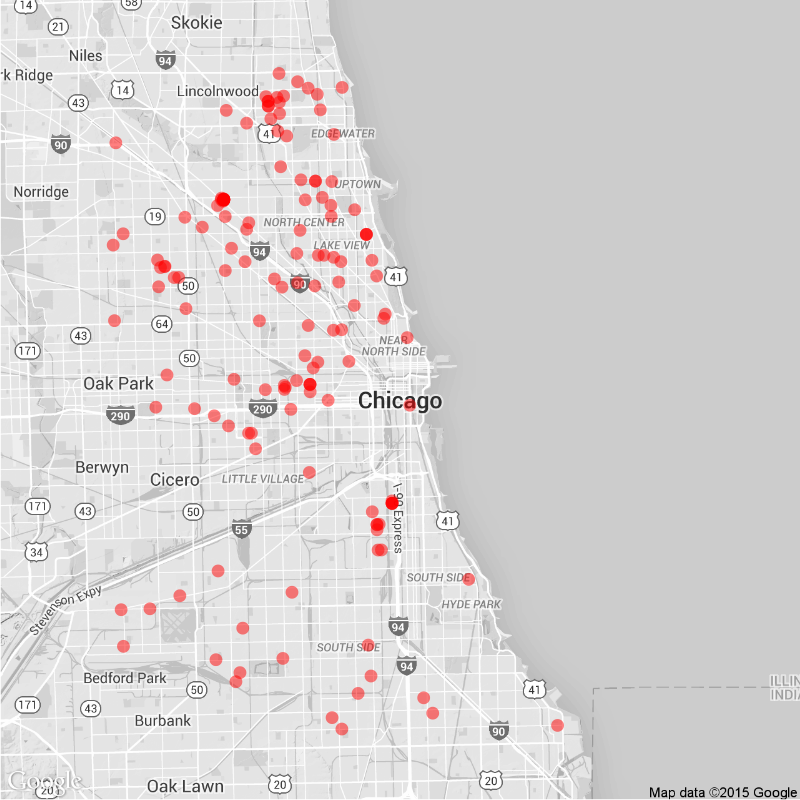 14
58
Skokie
21
Niles
94
rk Ridge
14
Lincolnwood
43
41
EDGEWATER
90
Norridge
UPTOWN
19
NORTH CENTER
94
LAKE VIEW
50
90
41
64
43
171
50
NEAR
NORTH SIDE
Oak Park
290
290
Chicago
Berwyn
Cicero
LITTLE VILLAGE
171
43
50
I-90 Express
41
55
34
SOUTH SIDE
Stevenson Expy
HYDE PARK
94
SOUTH SIDE
94
Bedford Park
50
41
ILLIN
INDIA
171
43
Burbank
90
Google
20
Oak Lawn
20
20
Map data ©2015 Google